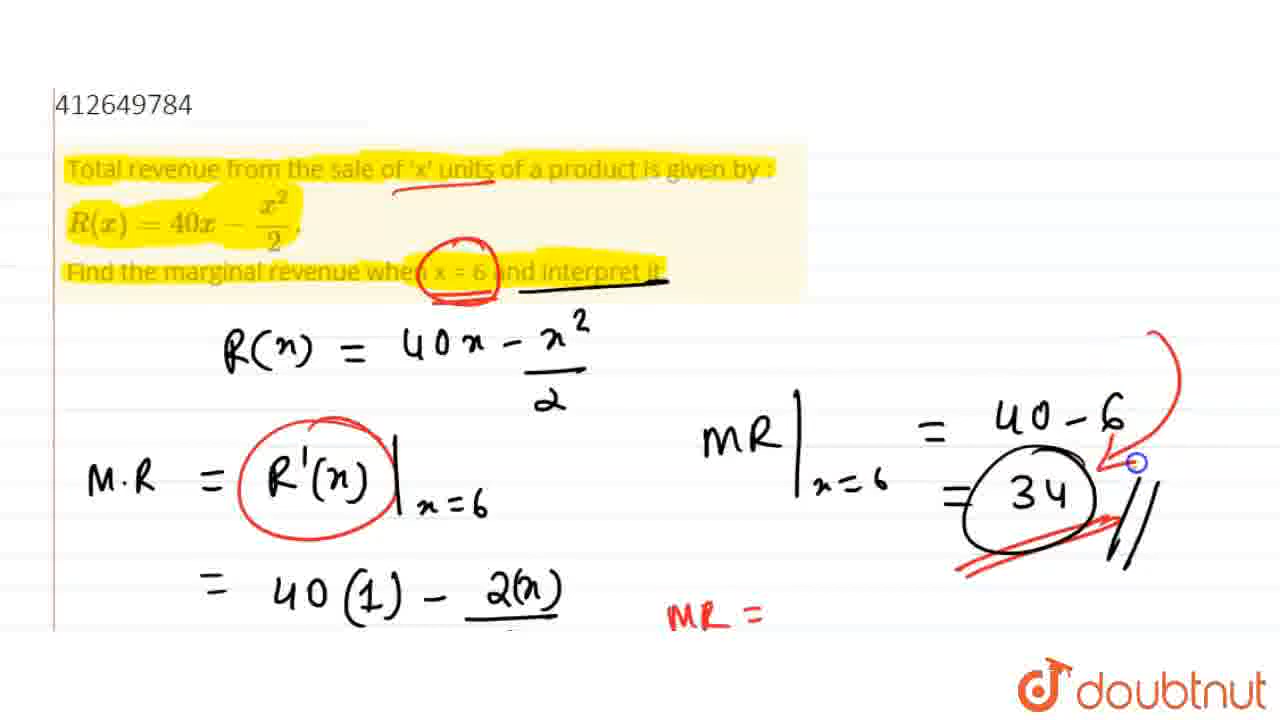 412649784
Total revenue from the sale of 'x' units of a product is given by :
R(x) = 40x - x²/2.
Find the marginal revenue when x = 6 and interpret it
R(x) = 40x - x²/2
M.R = R'(x) | x=6
= 40(1) - 2(x)
MR | x=6 = 40-6
= 34
MR =
doubtnut